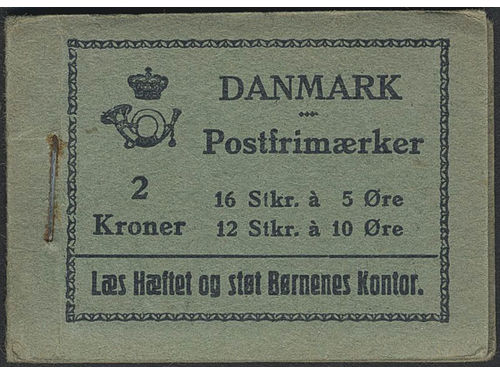 DANMARK
Postfrimærker
2
Kroner
16 Stkr. à 5 Øre
12 Stkr. à 10 Øre
Læs Hæftet og støt Børnenes Kontor.